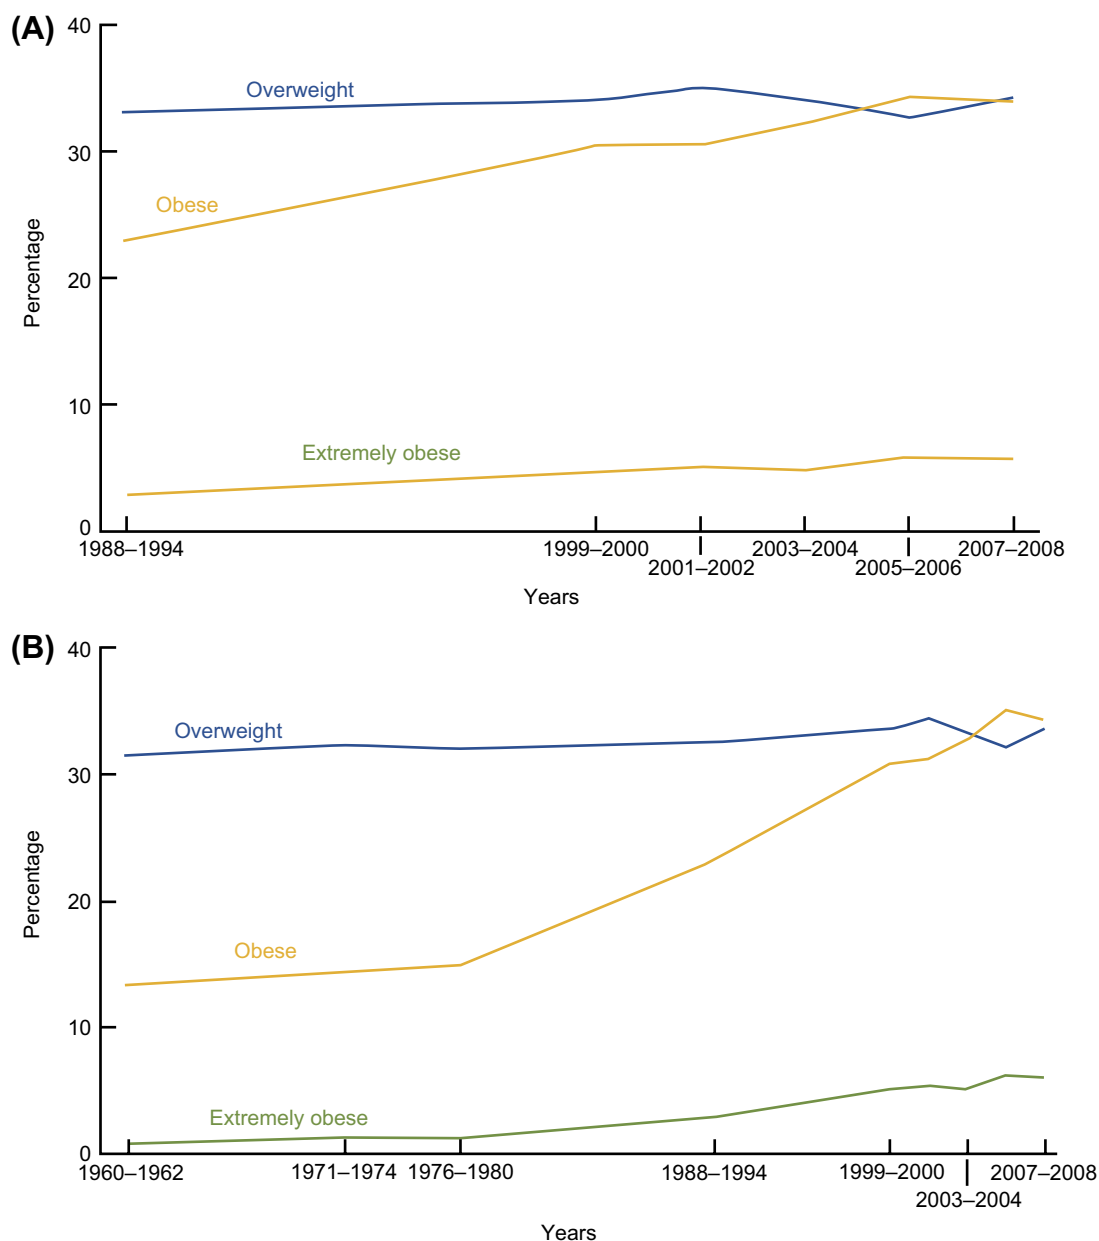 (A)
40
Overweight
30
Obese
20
Percentage
10
Extremely obese
0
1988–1994
1999–2000
2003–2004
2007–2008
2001–2002
2005–2006
Years
(B)
40
Overweight
30
20
Percentage
Obese
10
Extremely obese
0
1960–1962
1971–1974
1976–1980
1988–1994
1999–2000
2007–2008
2003–2004
Years